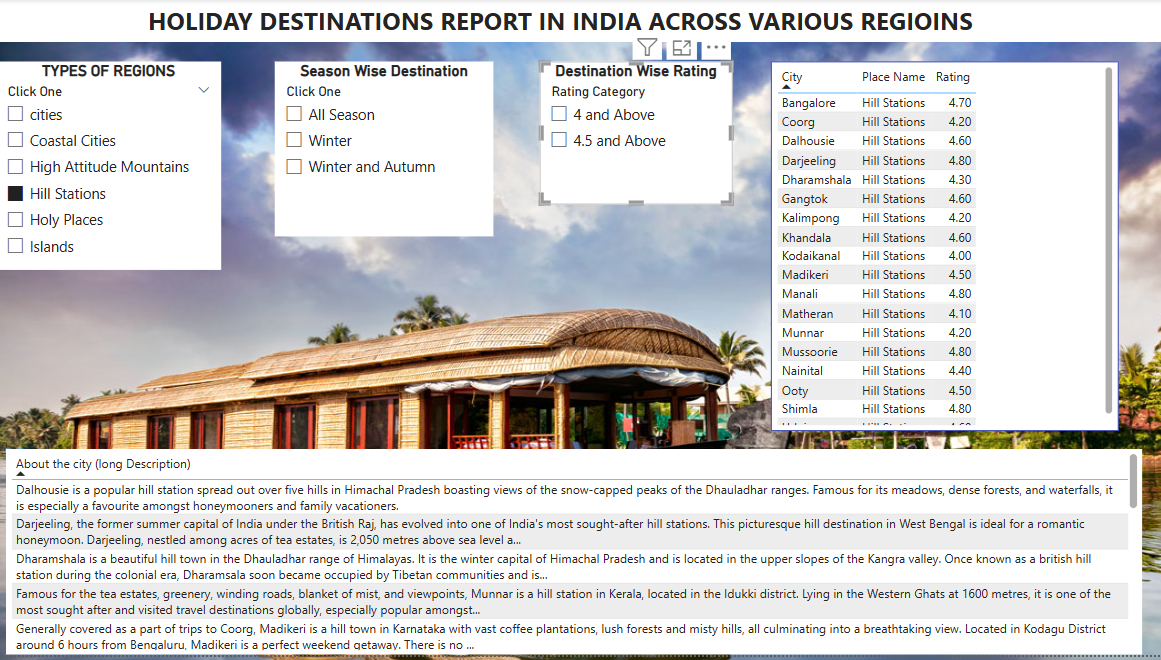 HOLIDAY DESTINATIONS REPORT IN INDIA ACROSS VARIOUS REGIOINS
TYPES OF REGIONS
Click One
cities
Coastal Cities
High Attitude Mountains
Hill Stations
Holy Places
Islands
Season Wise Destination
Click One
All Season
Winter
Winter and Autumn
Destination Wise Rating
Rating Category
4 and Above
4.5 and Above
City Place Name Rating
Bangalore Hill Stations 4.70
Coorg Hill Stations 4.20
Dalhousie Hill Stations 4.60
Darjeeling Hill Stations 4.80
Dharamshala Hill Stations 4.30
Gangtok Hill Stations 4.60
Kalimpong Hill Stations 4.20
Khandala Hill Stations 4.60
Kodaikanal Hill Stations 4.00
Madikeri Hill Stations 4.50
Manali Hill Stations 4.80
Matheran Hill Stations 4.10
Munnar Hill Stations 4.20
Mussoorie Hill Stations 4.80
Nainital Hill Stations 4.40
Ooty Hill Stations 4.50
Shimla Hill Stations 4.80
About the city (long Description)
Dalhousie is a popular hill station spread out over five hills in Himachal Pradesh boasting views of the snow-capped peaks of the Dhauladhar ranges. Famous for its meadows, dense forests, and waterfalls, it
is especially a favourite amongst honeymooners and family vacationers.
Darjeeling, the former summer capital of India under the British Raj, has evolved into one of India's most sought-after hill stations. This picturesque hill destination in West Bengal is ideal for a romantic
honeymoon. Darjeeling, nestled among acres of tea estates, is 2,050 metres above sea level a...
Dharamshala is a beautiful hill town in the Dhauladhar range of Himalayas. It is the winter capital of Himachal Pradesh and is located in the upper slopes of the Kangra valley. Once known as a british hill
station during the colonial era, Dharamsala soon became occupied by Tibetan communities and is...
Famous for the tea estates, greenery, winding roads, blanket of mist, and viewpoints, Munnar is a hill station in Kerala, located in the Idukki district. Lying in the Western Ghats at 1600 metres, it is one of the
most sought after and visited travel destinations globally, especially popular amongst...
Generally covered as a part of trips to Coorg, Madikeri is a hill town in Karnataka with vast coffee plantations, lush forests and misty hills, all culminating into a breathtaking view. Located in Kodagu District
around 6 hours from Bengaluru, Madikeri is a perfect weekend getaway. There is no ...